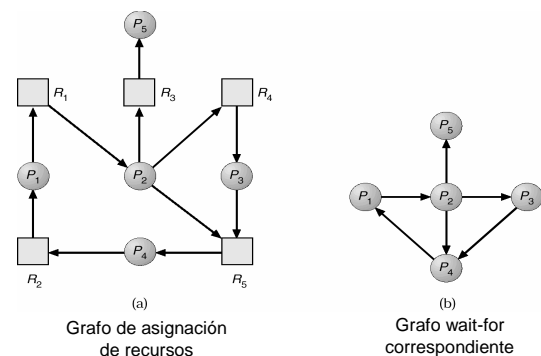 P5
R1
R3
R4
P1
P2
P3
P5
P1
P2
P3
P4
R2
P4
R5
(a)
(b)
Grafo de asignación
de recursos
Grafo wait-for
correspondiente